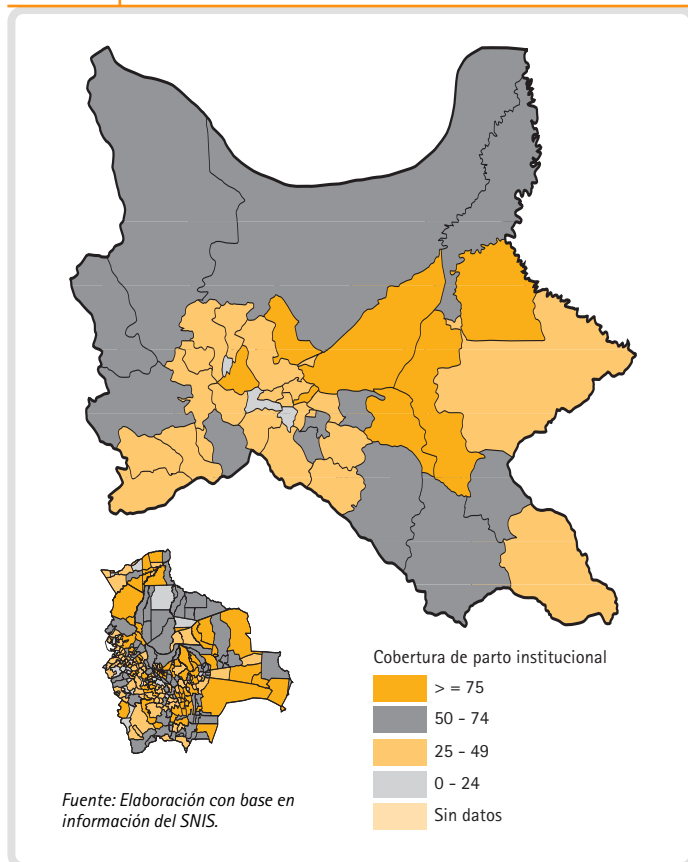 Cobertura de parto institucional
> = 75
50 - 74
25 - 49
0 - 24
Sin datos
Fuente: Elaboración con base en
información del SNIS.